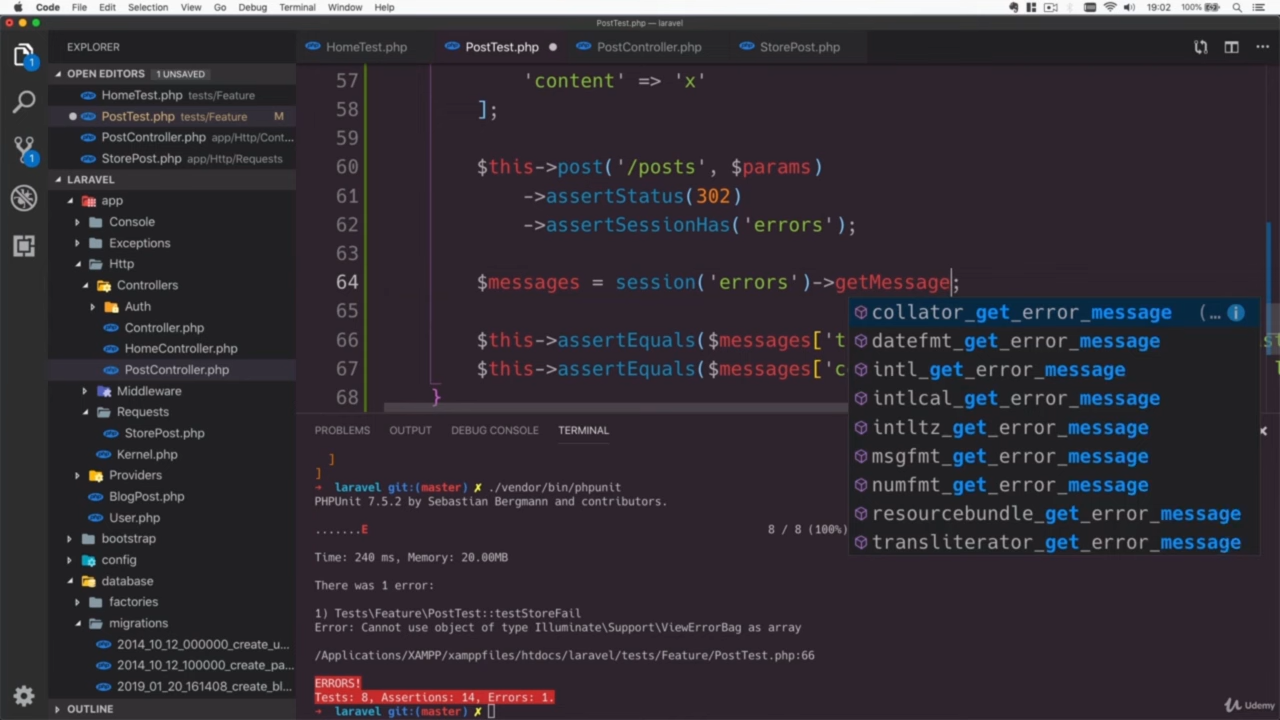 Code File Edit Selection View Go Debug Terminal Window Help 19:02 100%
PostTest.php — laravel
EXPLORER
HomeTest.php PostTest.php PostController.php StorePost.php
OPEN EDITORS 1 UNSAVED
HomeTest.php tests/Feature
PostTest.php tests/Feature M
PostController.php app/Http/Cont...
StorePost.php app/Http/Requests
LARAVEL
app
Console
Exceptions
Http
Controllers
Auth
Controller.php
HomeController.php
PostController.php
Middleware
Requests
StorePost.php
Kernel.php
Providers
BlogPost.php
User.php
bootstrap
config
database
factories
migrations
2014_10_12_000000_create_u...
2014_10_12_100000_create_pa...
2019_01_20_161408_create_bl...
OUTLINE
1
1
57 'content' => 'x'
58 ];
59
60 $this->post('/posts', $params)
61 ->assertStatus(302)
62 ->assertSessionHas('errors');
63
64 $messages = session('errors')->getMessage;
65
66 $this->assertEquals($messages['t
67 $this->assertEquals($messages['c
68 }
collator_get_error_message (…
datefmt_get_error_message
intl_get_error_message
intlcal_get_error_message
intltz_get_error_message
msgfmt_get_error_message
numfmt_get_error_message
resourcebundle_get_error_message
transliterator_get_error_message
PROBLEMS OUTPUT DEBUG CONSOLE TERMINAL
]
]
→ laravel git:(master) ✗ ./vendor/bin/phpunit
PHPUnit 7.5.2 by Sebastian Bergmann and contributors.
.......E 8 / 8 (100%)
Time: 240 ms, Memory: 20.00MB
There was 1 error:
1) Tests\Feature\PostTest::testStoreFail
Error: Cannot use object of type Illuminate\Support\ViewErrorBag as array
/Applications/XAMPP/xamppfiles/htdocs/laravel/tests/Feature/PostTest.php:66
ERRORS!
Tests: 8, Assertions: 14, Errors: 1.
→ laravel git:(master) ✗
Udemy